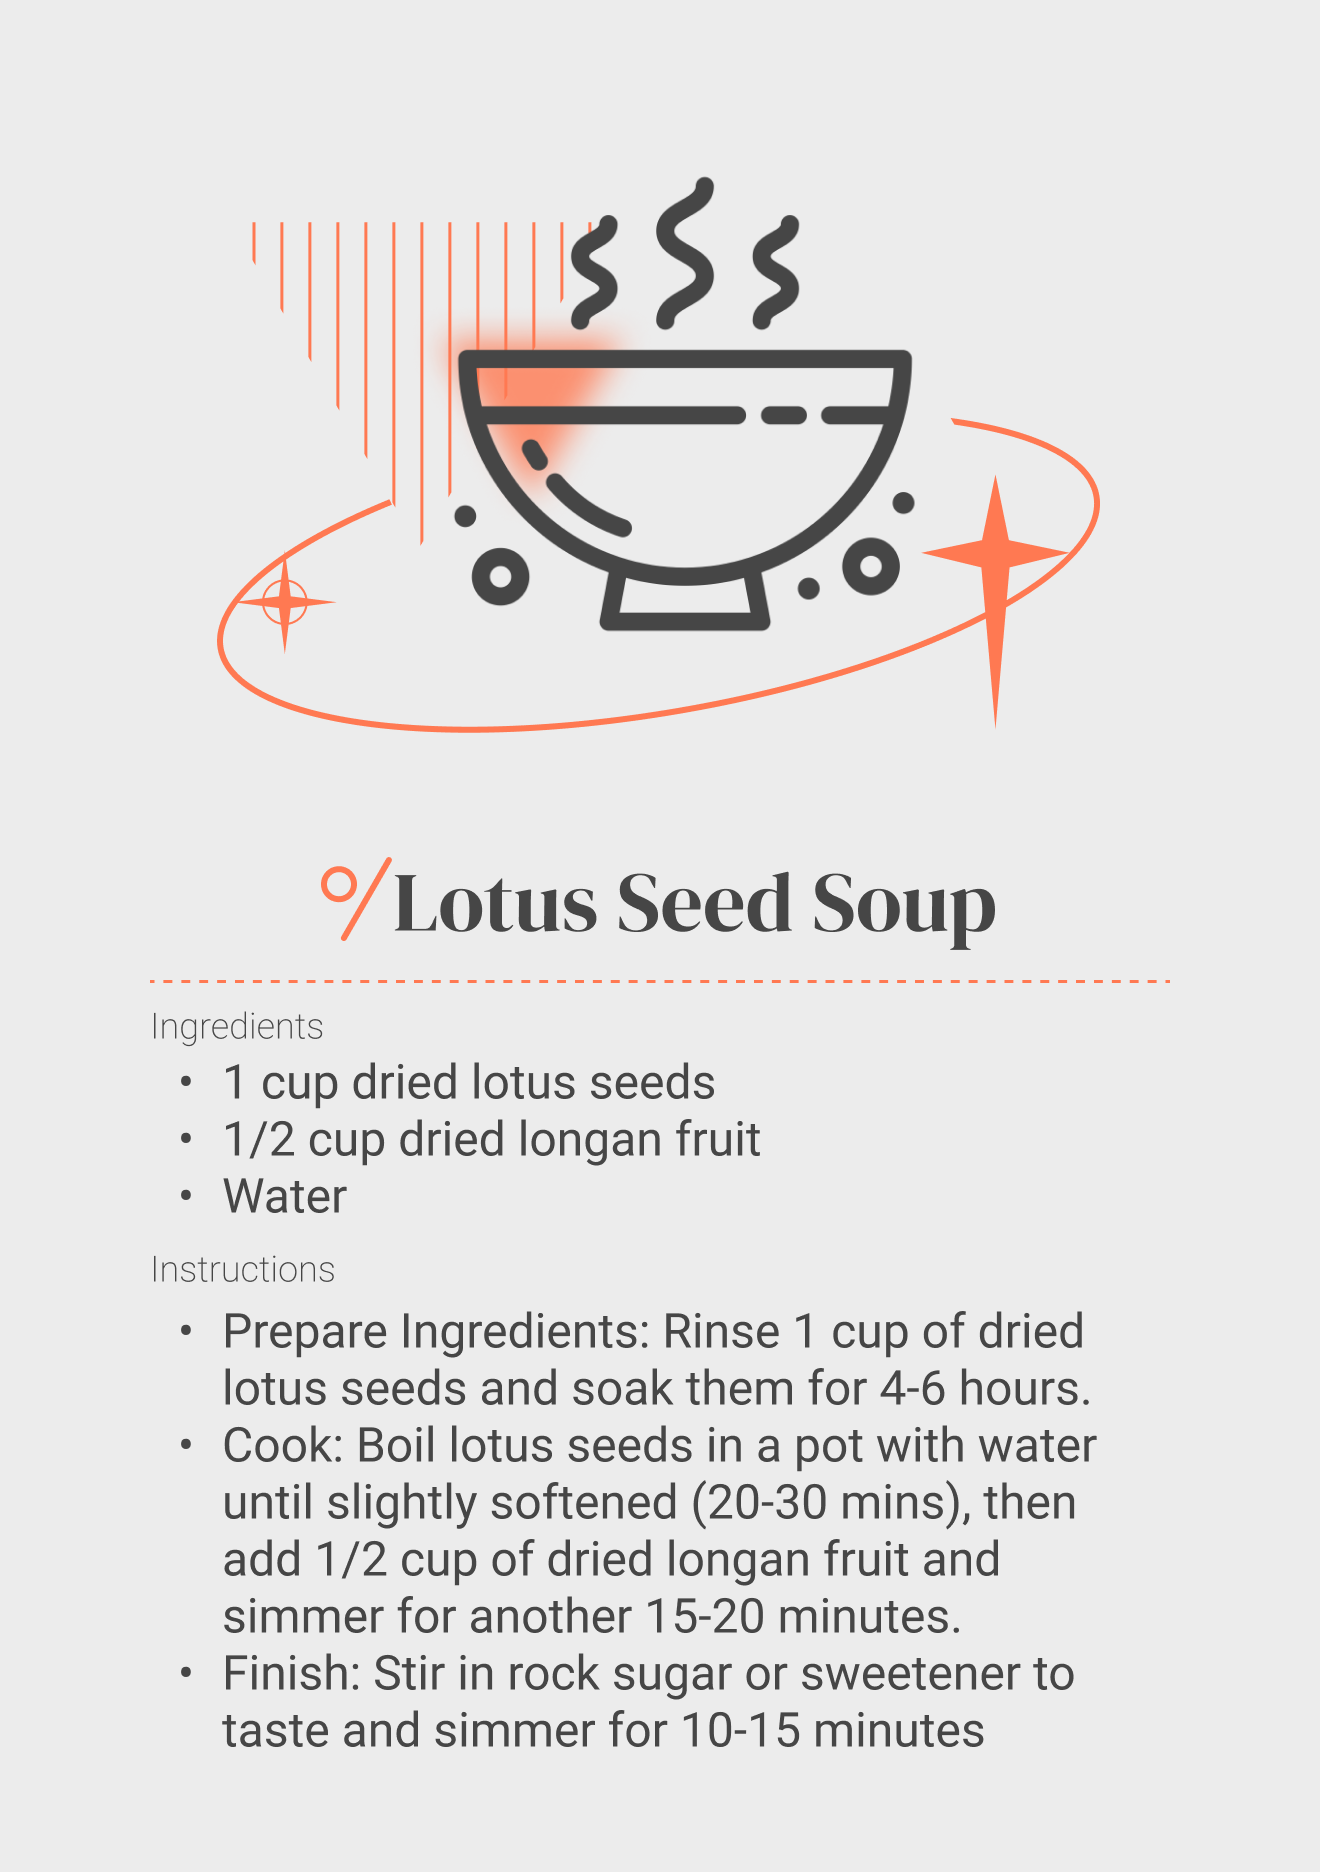 Lotus Seed Soup
Ingredients
• 1 cup dried lotus seeds
• 1/2 cup dried longan fruit
• Water
Instructions
• Prepare Ingredients: Rinse 1 cup of dried
lotus seeds and soak them for 4-6 hours.
• Cook: Boil lotus seeds in a pot with water
until slightly softened (20-30 mins), then
add 1/2 cup of dried longan fruit and
simmer for another 15-20 minutes.
• Finish: Stir in rock sugar or sweetener to
taste and simmer for 10-15 minutes